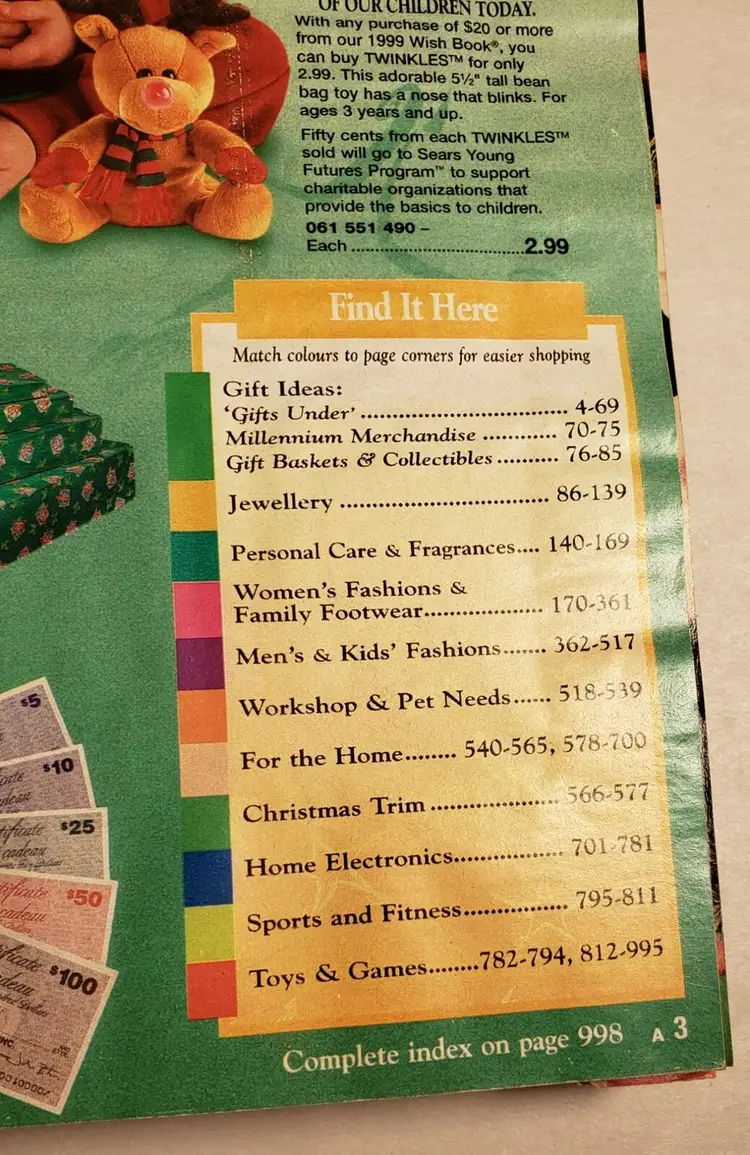 OF OUR CHILDREN TODAY.
With any purchase of $20 or more
from our 1999 Wish Book®, you
can buy TWINKLES™ for only
2.99. This adorable 5½" tall bean
bag toy has a nose that blinks. For
ages 3 years and up.
Fifty cents from each TWINKLES™
sold will go to Sears Young
Futures Program™ to support
charitable organizations that
provide the basics to children.
061 551 490 –
Each ..............................2.99
Find It Here
Match colours to page corners for easier shopping
Gift Ideas:
'Gifts Under' ................................ 4-69
Millennium Merchandise ............ 70-75
Gift Baskets & Collectibles .......... 76-85
Jewellery ................................ 86-139
Personal Care & Fragrances.... 140-169
Women's Fashions &
Family Footwear................... 170-361
Men's & Kids' Fashions....... 362-517
Workshop & Pet Needs...... 518-539
For the Home........ 540-565, 578-700
Christmas Trim .................... 566-577
Home Electronics................. 701-781
Sports and Fitness................ 795-811
Toys & Games........782-794, 812-995
Complete index on page 998 A 3
$5
$10
cadeau
tificate $25
cadeau
tificate $50
cadeau
ificate $100
deau
INC.